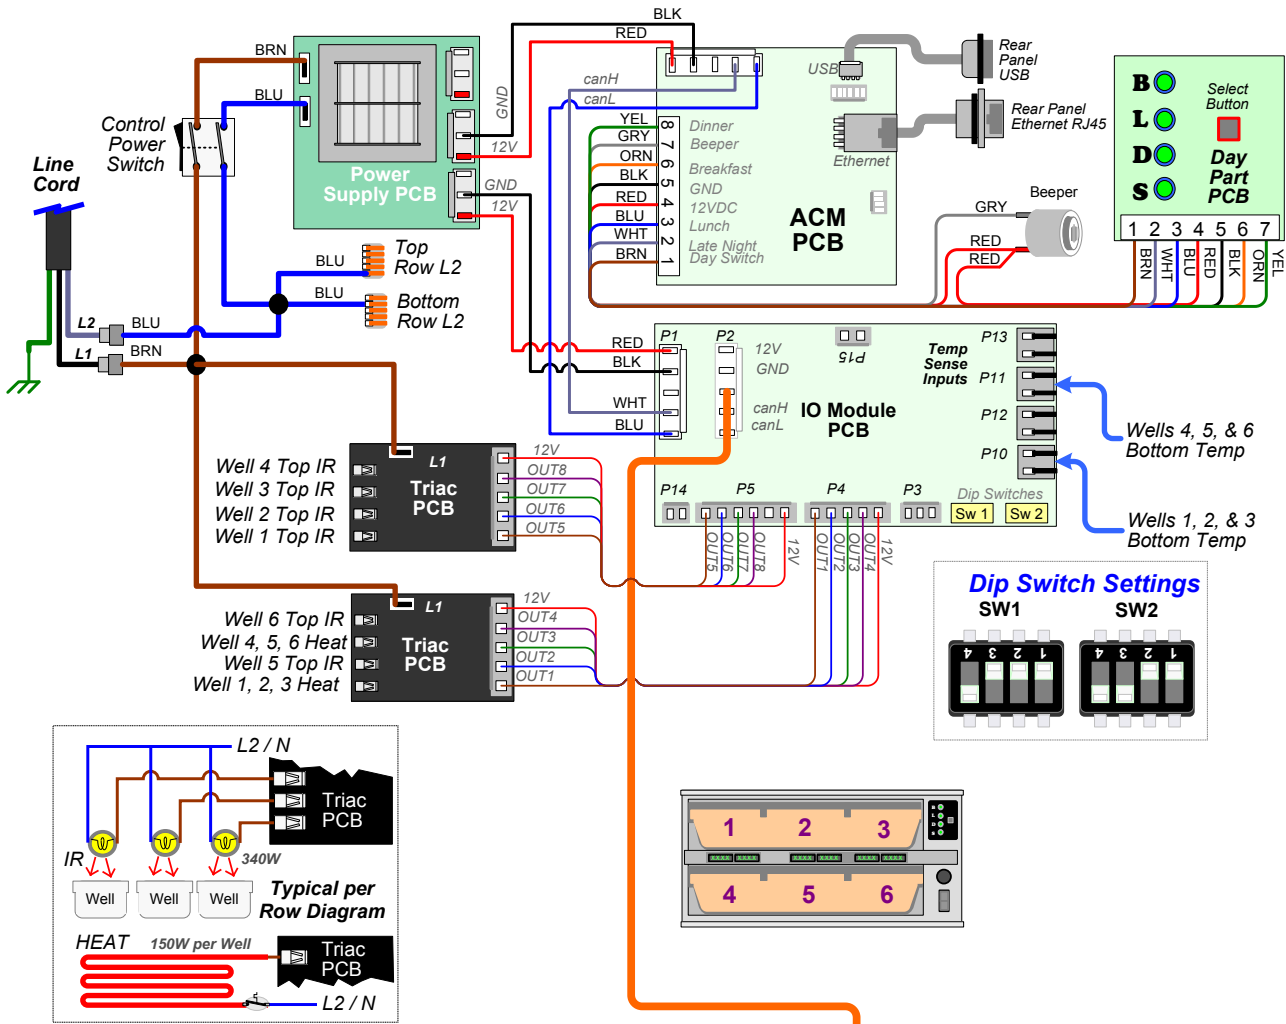 BLK
RED
BRN
BLU
GND
12V
GND
12V
Control
Power
Switch
Power
Supply PCB
Line
Cord
Top
Row L2
BLU
BLU
Bottom
Row L2
L2
BLU
L1
BRN
canH
canL
USB
Ethernet
Rear
Panel
USB
Rear Panel
Ethernet RJ45
YEL
8
Dinner
GRY
7
Beeper
ORN
6
Breakfast
BLK
5
GND
RED
4
12VDC
BLU
3
Lunch
WHT
2
Late Night
BRN
1
Day Switch
ACM
PCB
Beeper
GRY
RED
RED
B
L
D
S
Select
Button
Day
Part
PCB
1 2 3 4 5 6 7
BRN
WHT
BLU
RED
BLK
ORN
YEL
P1
P2
P15
12V
GND
canH
canL
RED
BLK
WHT
BLU
IO Module
PCB
Temp
Sense
Inputs
P13
P11
P12
P10
Wells 4, 5, & 6
Bottom Temp
Wells 1, 2, & 3
Bottom Temp
P14
P5
P4
P3
Dip Switches
Sw 1
Sw 2
OUT5
OUT6
OUT7
OUT8
12V
OUT1
OUT2
OUT3
OUT4
12V
Well 4 Top IR
Well 3 Top IR
Well 2 Top IR
Well 1 Top IR
L1
Triac
PCB
12V
OUT8
OUT7
OUT6
OUT5
Well 6 Top IR
Well 4, 5, 6 Heat
Well 5 Top IR
Well 1, 2, 3 Heat
L1
Triac
PCB
12V
OUT4
OUT3
OUT2
OUT1
Dip Switch Settings
SW1
SW2
4 3 2 1
4 3 2 1
L2 / N
Triac
PCB
IR
340W
Well
Well
Well
Typical per
Row Diagram
HEAT
150W per Well
Triac
PCB
L2 / N
1 2 3
B
L
D
S
XXXX XXXX XXXX XXXX XXXX XXXX
4 5 6